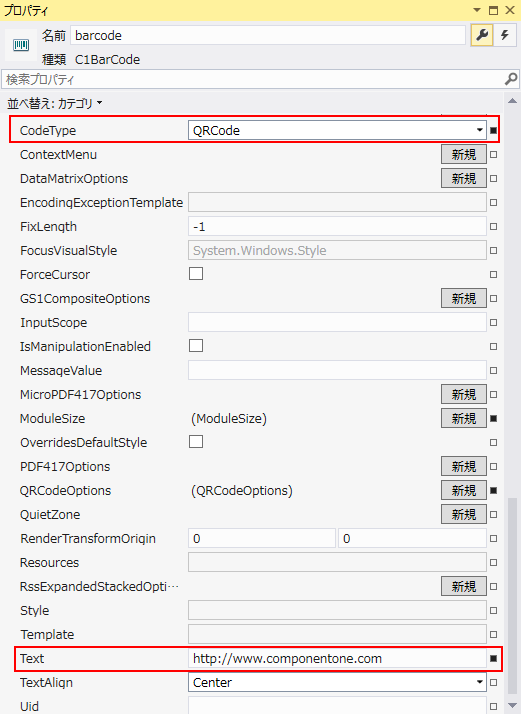 プロパティ
名前 barcode
種類 C1BarCode
検索プロパティ
並べ替え: カテゴリ
CodeType QRCode
ContextMenu 新規
DataMatrixOptions 新規
EncodingExceptionTemplate
FixLength -1
FocusVisualStyle System.Windows.Style
ForceCursor
GS1CompositeOptions 新規
InputScope
IsManipulationEnabled
MessageValue
MicroPDF417Options 新規
ModuleSize (ModuleSize) 新規
OverridesDefaultStyle
PDF417Options 新規
QRCodeOptions (QRCodeOptions) 新規
QuietZone 新規
RenderTransformOrigin 0 0
Resources
RssExpandedStackedOpti… 新規
Style
Template
Text http://www.componentone.com
TextAlign Center
Uid